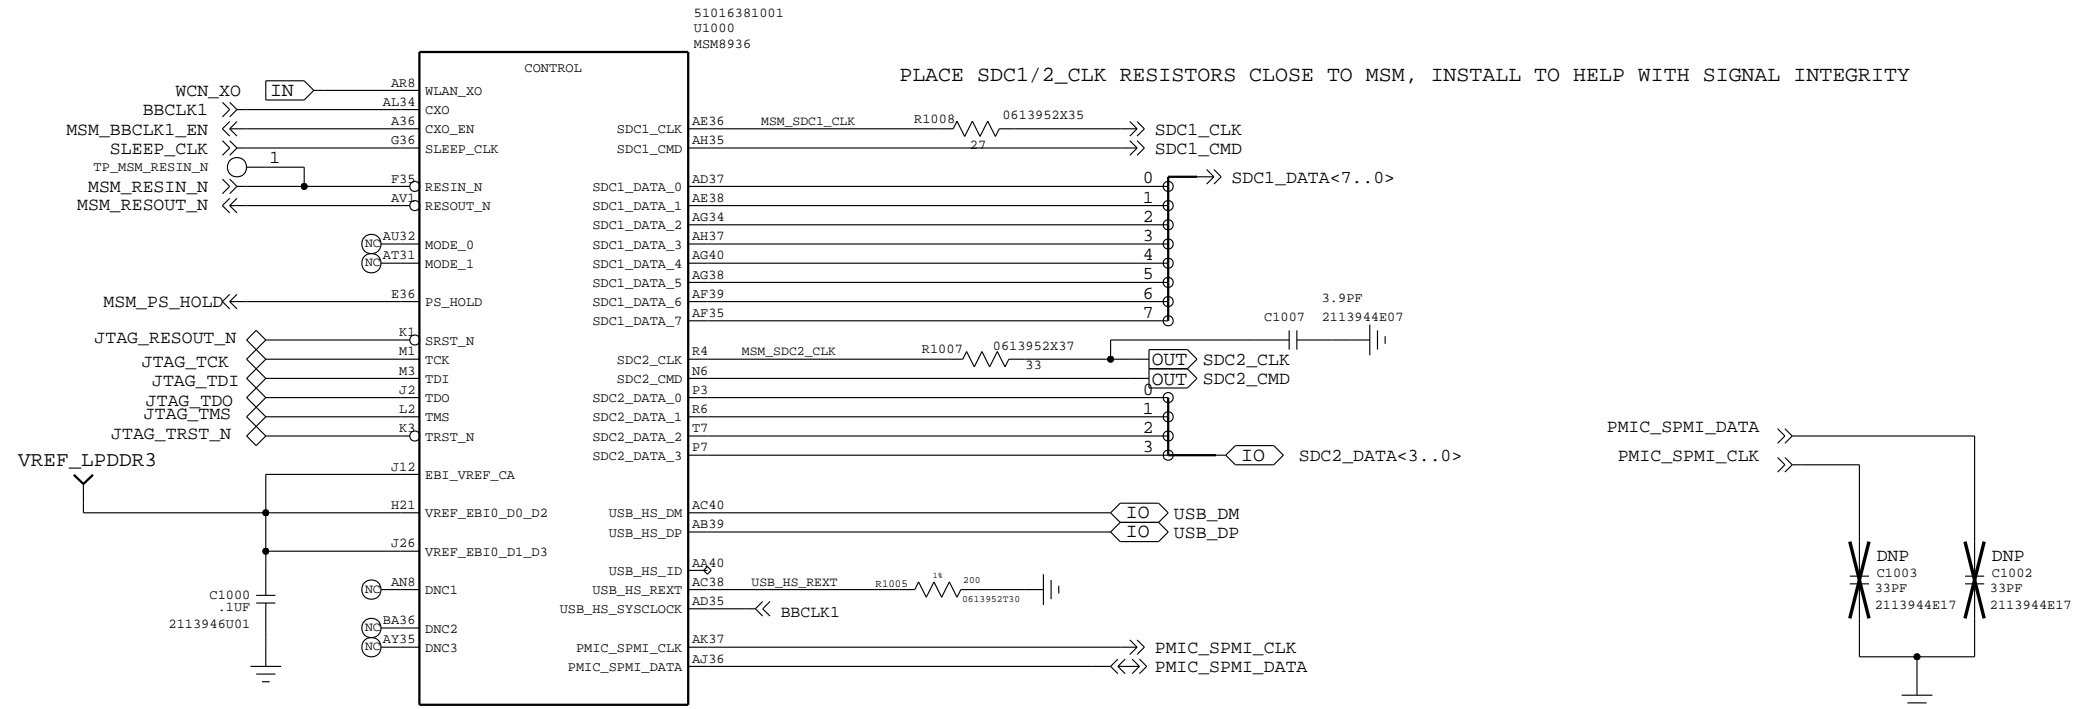 51016381001
U1000
MSM8936
CONTROL
PLACE SDC1/2_CLK RESISTORS CLOSE TO MSM, INSTALL TO HELP WITH SIGNAL INTEGRITY
WCN_XO IN AR8 WLAN_XO
BBCLK1 AL34 CXO
MSM_BBCLK1_EN A36 CXO_EN
SLEEP_CLK G36 SLEEP_CLK
TP_MSM_RESIN_N 1
MSM_RESIN_N F35 RESIN_N
MSM_RESOUT_N AV1 RESOUT_N
NC AU32 MODE_0
NC AT31 MODE_1
MSM_PS_HOLD E36 PS_HOLD
JTAG_RESOUT_N K1 SRST_N
JTAG_TCK M1 TCK
JTAG_TDI M3 TDI
JTAG_TDO J2 TDO
JTAG_TMS L2 TMS
JTAG_TRST_N K3 TRST_N
VREF_LPDDR3
J12 EBI_VREF_CA
H21 VREF_EBI0_D0_D2
J26 VREF_EBI0_D1_D3
NC AN8 DNC1
C1000
.1UF
2113946U01
NC BA36 DNC2
NC AY35 DNC3
SDC1_CLK AE36 MSM_SDC1_CLK R1008 0613952X35 27 SDC1_CLK
SDC1_CMD AH35 SDC1_CMD
SDC1_DATA<7..0>
SDC1_DATA_0 AD37 0
SDC1_DATA_1 AE38 1
SDC1_DATA_2 AG34 2
SDC1_DATA_3 AH37 3
SDC1_DATA_4 AG40 4
SDC1_DATA_5 AG38 5
SDC1_DATA_6 AF39 6
SDC1_DATA_7 AF35 7
3.9PF
C1007 2113944E07
SDC2_CLK R4 MSM_SDC2_CLK R1007 0613952X37 33 OUT SDC2_CLK
SDC2_CMD N6 OUT SDC2_CMD
SDC2_DATA_0 P3 0
SDC2_DATA_1 R6 1
SDC2_DATA_2 T7 2
SDC2_DATA_3 P7 3 IO SDC2_DATA<3..0>
USB_HS_DM AC40 IO USB_DM
USB_HS_DP AB39 IO USB_DP
USB_HS_ID AA40
USB_HS_REXT AC38 USB_HS_REXT R1005 1% 200 0613952T30
USB_HS_SYSCLOCK AD35 BBCLK1
PMIC_SPMI_CLK AK37 PMIC_SPMI_CLK
PMIC_SPMI_DATA AJ36 PMIC_SPMI_DATA
PMIC_SPMI_DATA
PMIC_SPMI_CLK
DNP
C1003
33PF
2113944E17
DNP
C1002
33PF
2113944E17